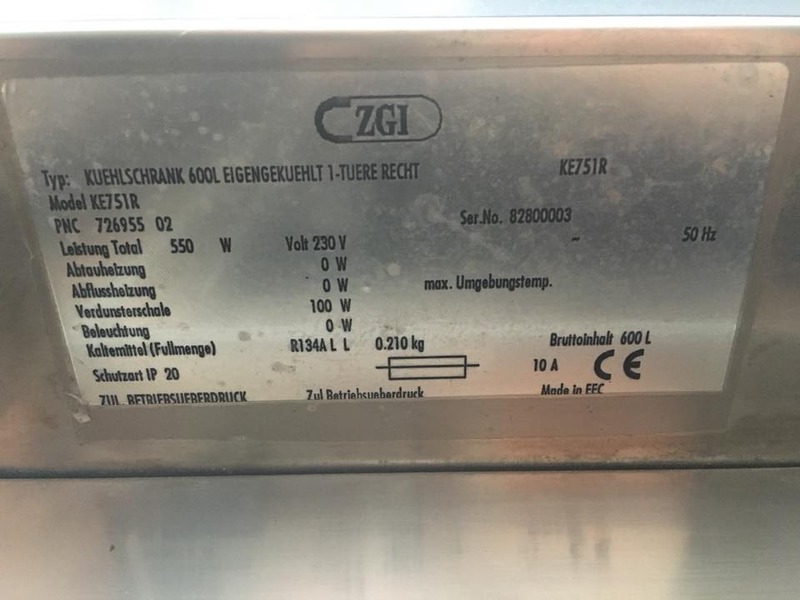 ZGI
Typ: KUEHLSCHRANK 600L EIGENGEKUEHLT 1-TUERE RECHT KE751R
Model KE751R
PNC 726955 02 Ser.No. 82800003
Leistung Total 550 W Volt 230 V ~ 50 Hz
Abtauheizung 0 W
Abflussheizung 0 W max. Umgebungstemp.
Verdunsterschale 100 W
Beleuchtung 0 W
Kaltemittel (Fullmenge) R134A L L 0.210 kg Bruttoinhalt 600 L
Schutzart IP 20 10 A CE
ZUL. BETRIEBSUEBERDRUCK Zul Betriebsueberdruck Made in EEC